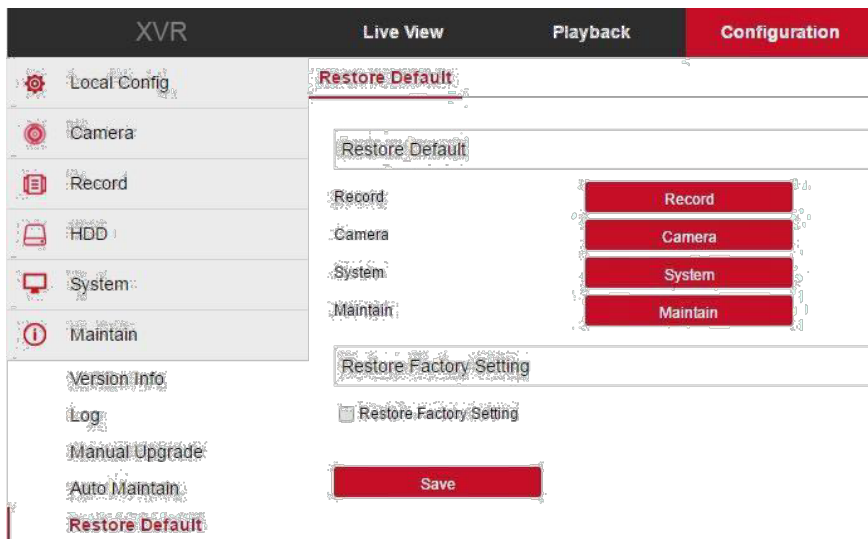 XVR Live View Playback Configuration
Local Config
Camera
Record
HDD
System
Maintain
Version Info
Log
Manual Upgrade
Auto Maintain
Restore Default
Restore Default
Restore Default
Record Record
Camera Camera
System System
Maintain Maintain
Restore Factory Setting
Restore Factory Setting
Save